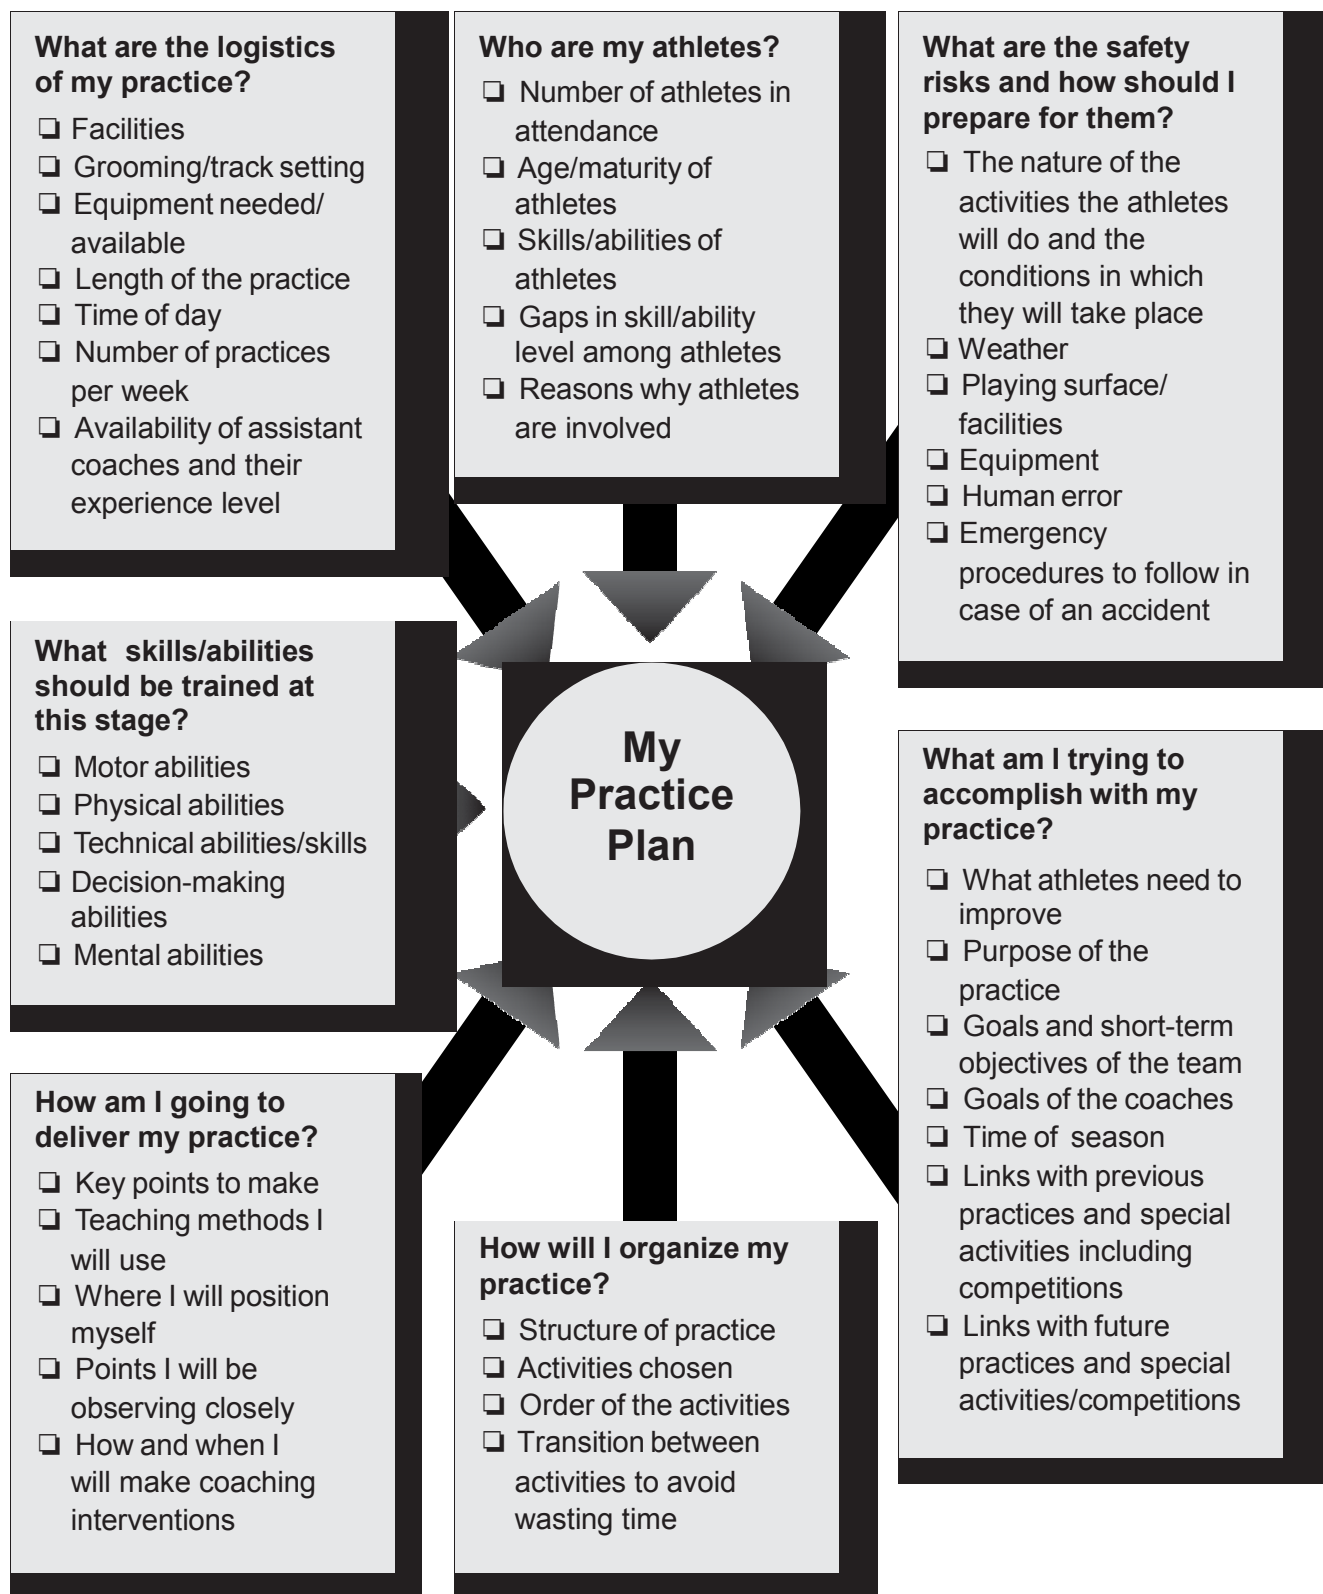 What are the logistics
of my practice?
❏ Facilities
❏ Grooming/track setting
❏ Equipment needed/
available
❏ Length of the practice
❏ Time of day
❏ Number of practices
per week
❏ Availability of assistant
coaches and their
experience level
Who are my athletes?
❏ Number of athletes in
attendance
❏ Age/maturity of
athletes
❏ Skills/abilities of
athletes
❏ Gaps in skill/ability
level among athletes
❏ Reasons why athletes
are involved
What are the safety
risks and how should I
prepare for them?
❏ The nature of the
activities the athletes
will do and the
conditions in which
they will take place
❏ Weather
❏ Playing surface/
facilities
❏ Equipment
❏ Human error
❏ Emergency
procedures to follow in
case of an accident
What skills/abilities
should be trained at
this stage?
❏ Motor abilities
❏ Physical abilities
❏ Technical abilities/skills
❏ Decision-making
abilities
❏ Mental abilities
My
Practice
Plan
What am I trying to
accomplish with my
practice?
❏ What athletes need to
improve
❏ Purpose of the
practice
❏ Goals and short-term
objectives of the team
❏ Goals of the coaches
❏ Time of season
❏ Links with previous
practices and special
activities including
competitions
❏ Links with future
practices and special
activities/competitions
How am I going to
deliver my practice?
❏ Key points to make
❏ Teaching methods I
will use
❏ Where I will position
myself
❏ Points I will be
observing closely
❏ How and when I
will make coaching
interventions
How will I organize my
practice?
❏ Structure of practice
❏ Activities chosen
❏ Order of the activities
❏ Transition between
activities to avoid
wasting time